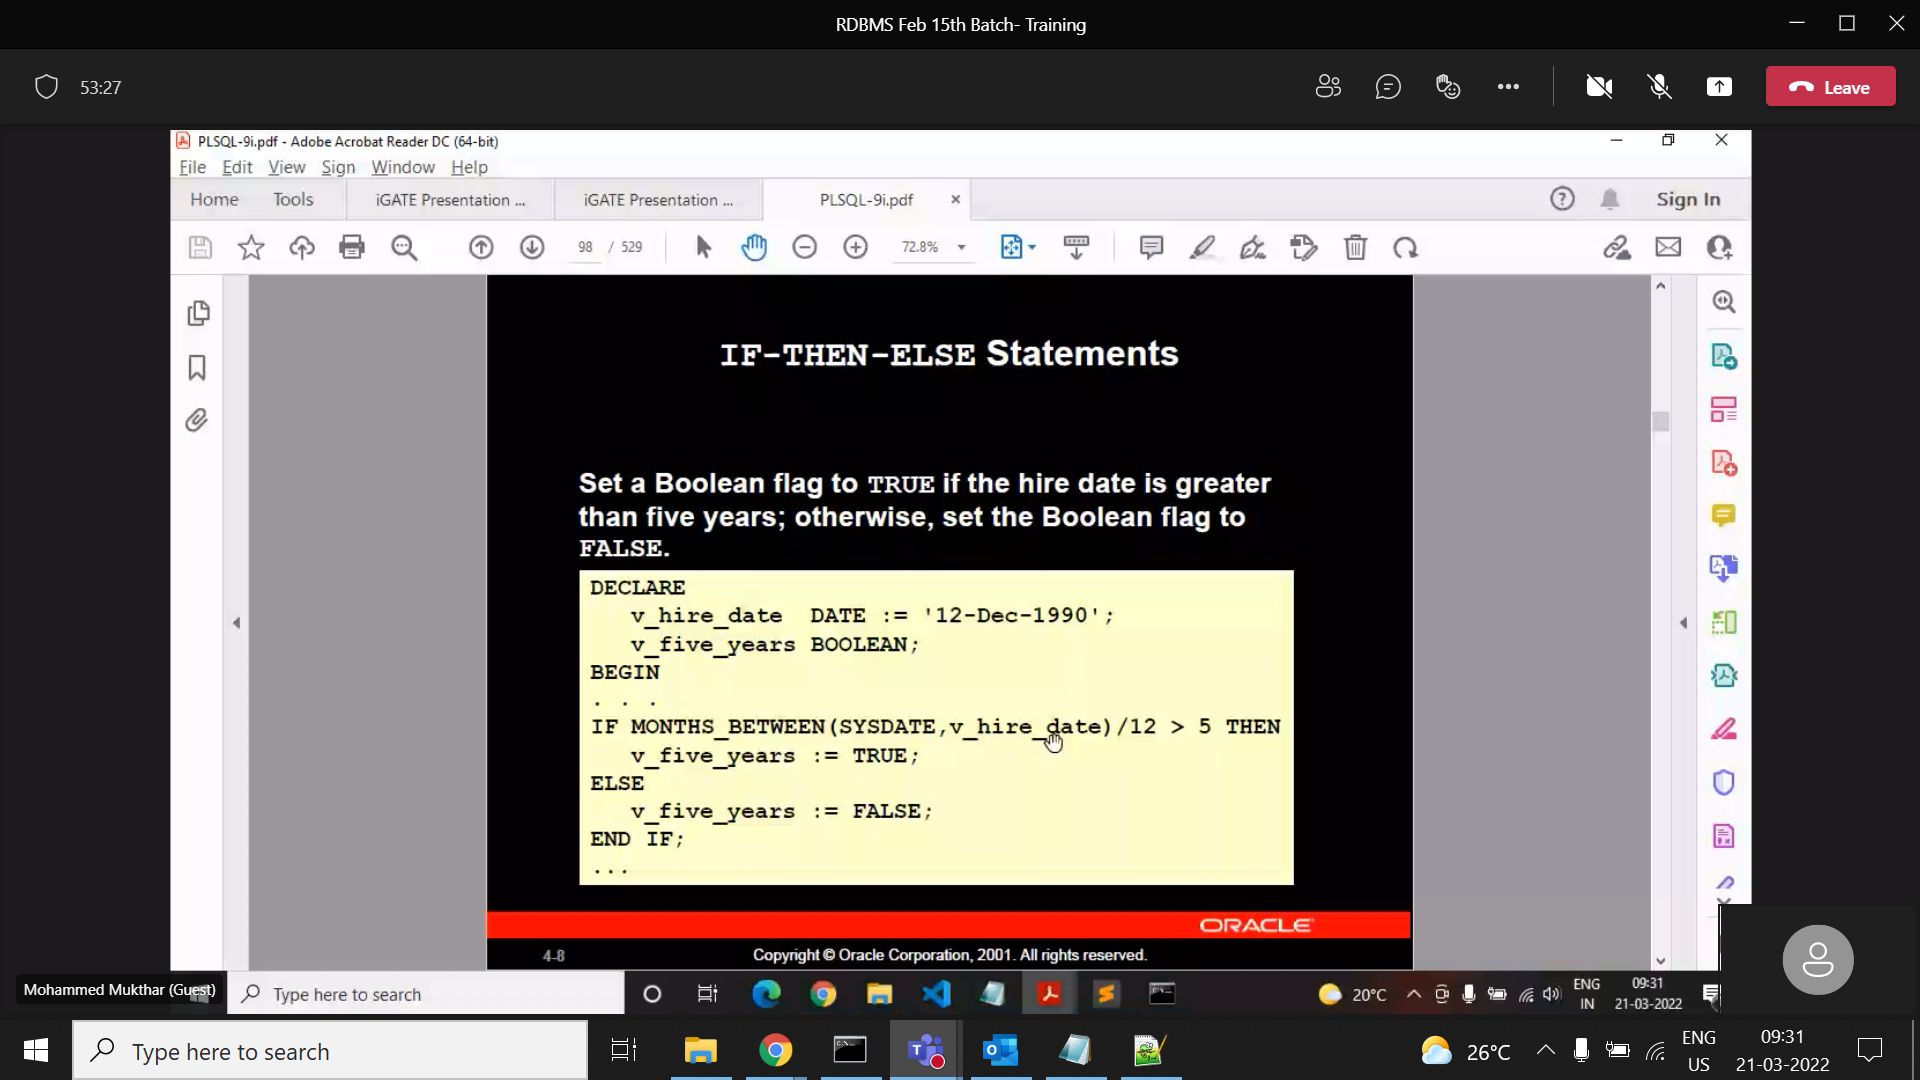 RDBMS Feb 15th Batch- Training
53:27
Leave
PLSQL-9i.pdf - Adobe Acrobat Reader DC (64-bit)
File Edit View Sign Window Help
Home Tools iGATE Presentation ... iGATE Presentation ... PLSQL-9i.pdf × Sign In
98 / 529 72.8%
IF-THEN-ELSE Statements
Set a Boolean flag to TRUE if the hire date is greater
than five years; otherwise, set the Boolean flag to
FALSE.
DECLARE
v_hire_date DATE := '12-Dec-1990';
v_five_years BOOLEAN;
BEGIN
. . .
IF MONTHS_BETWEEN(SYSDATE,v_hire_date)/12 > 5 THEN
v_five_years := TRUE;
ELSE
v_five_years := FALSE;
END IF;
...
ORACLE
4-8 Copyright © Oracle Corporation, 2001. All rights reserved.
Mohammed Mukthar (Guest)
Type here to search
20°C
ENG
IN
09:31
21-03-2022
Type here to search
26°C
ENG
US
09:31
21-03-2022